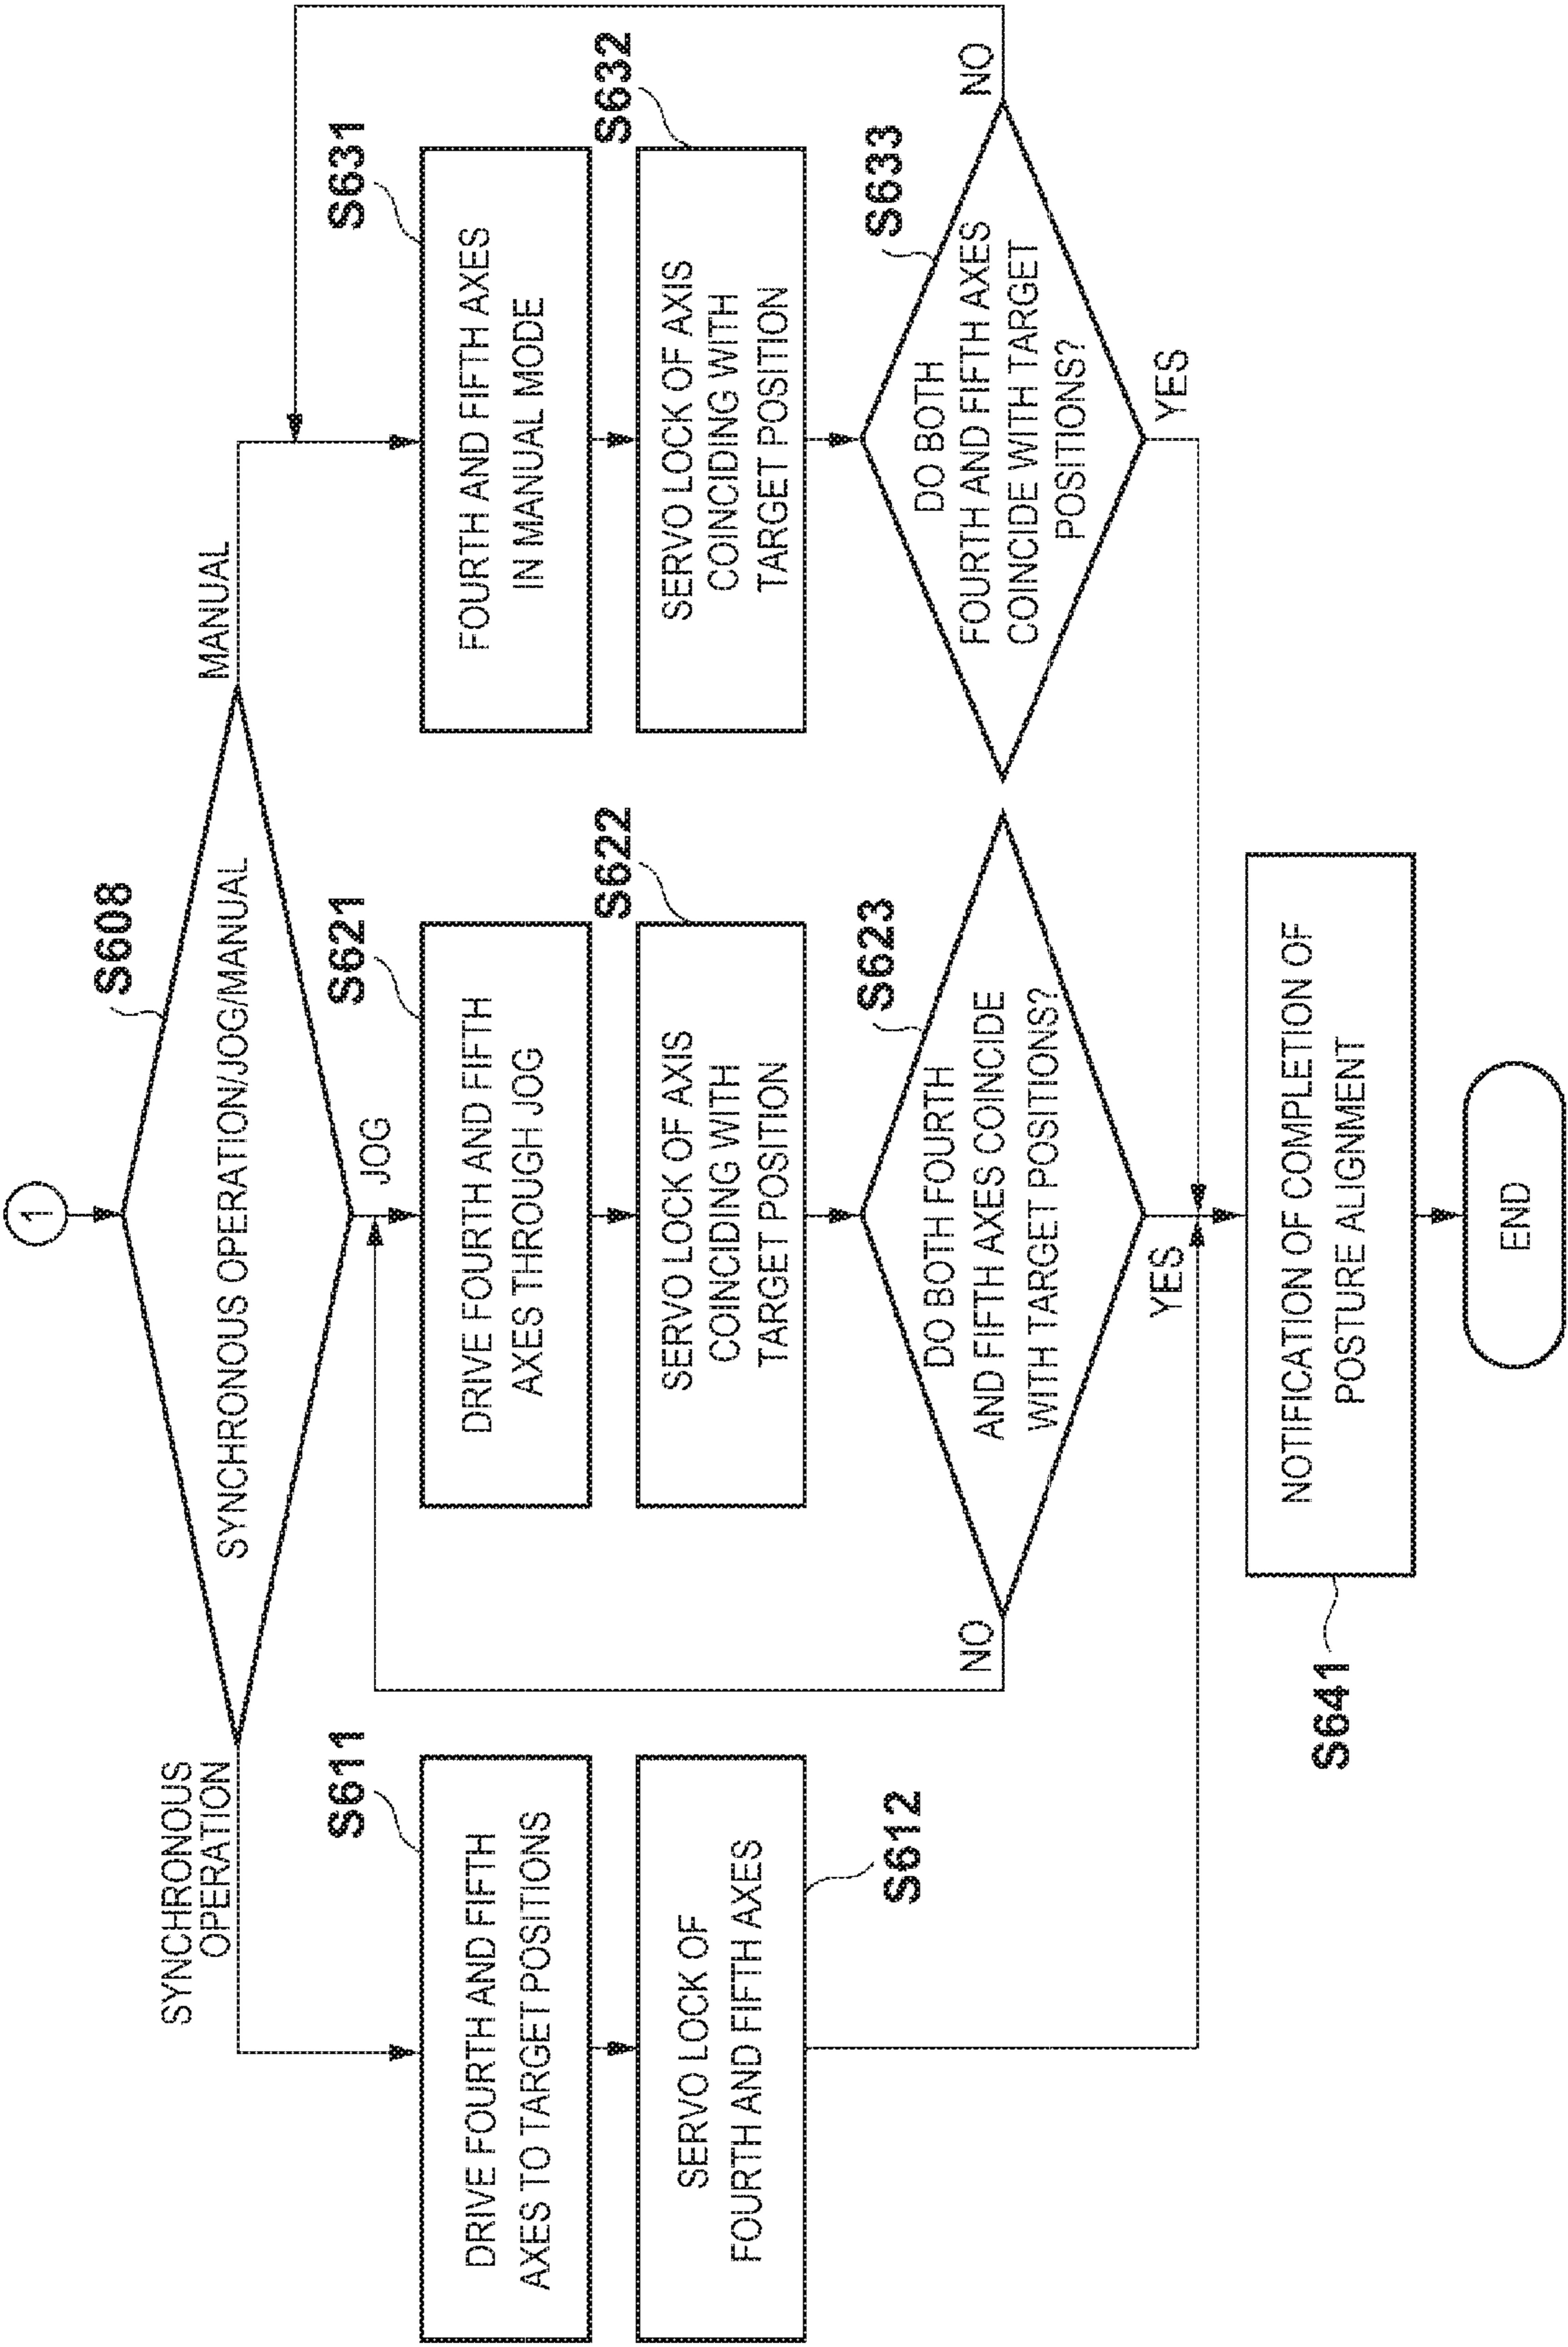 1
S608
SYNCHRONOUS OPERATION/JOG/MANUAL
SYNCHRONOUS
OPERATION
JOG
MANUAL
S611
DRIVE FOURTH AND FIFTH
AXES TO TARGET POSITIONS
S612
SERVO LOCK OF
FOURTH AND FIFTH AXES
S621
DRIVE FOURTH AND FIFTH
AXES THROUGH JOG
S622
SERVO LOCK OF AXIS
COINCIDING WITH
TARGET POSITION
S623
DO BOTH FOURTH
AND FIFTH AXES COINCIDE
WITH TARGET POSITIONS?
NO
YES
S631
FOURTH AND FIFTH AXES
IN MANUAL MODE
S632
SERVO LOCK OF AXIS
COINCIDING WITH
TARGET POSITION
S633
DO BOTH
FOURTH AND FIFTH AXES
COINCIDE WITH TARGET
POSITIONS?
NO
YES
S641
NOTIFICATION OF COMPLETION OF
POSTURE ALIGNMENT
END